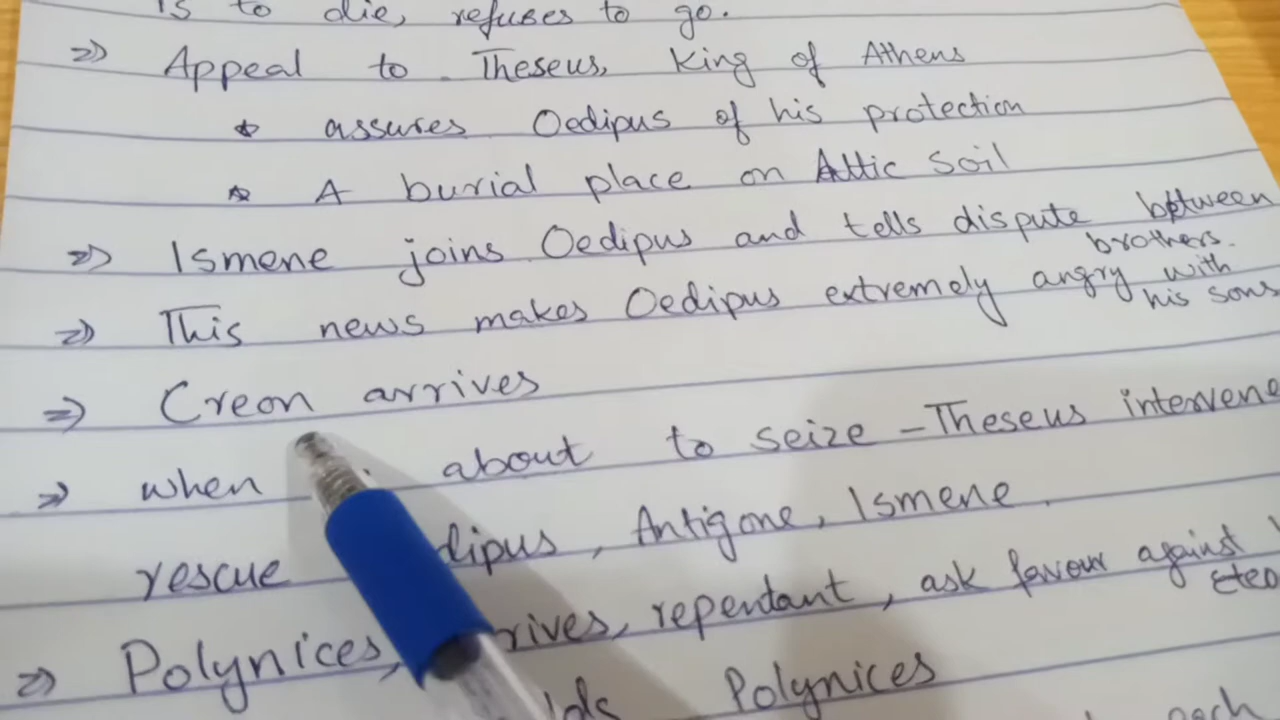 is to die, refuses to go.
=> Appeal to Theseus, King of Athens
* assures Oedipus of his protection
* A burial place on Attic Soil
=> Ismene joins Oedipus and tells dispute between
brothers.
=> This news makes Oedipus extremely angry with
his sons
=> Creon arrives
=> when about to seize - Theseus intervene
rescue dipus, Antigone, Ismene.
=> Polynices, rives, repentant, ask favour against
Eteo
Polynices
each